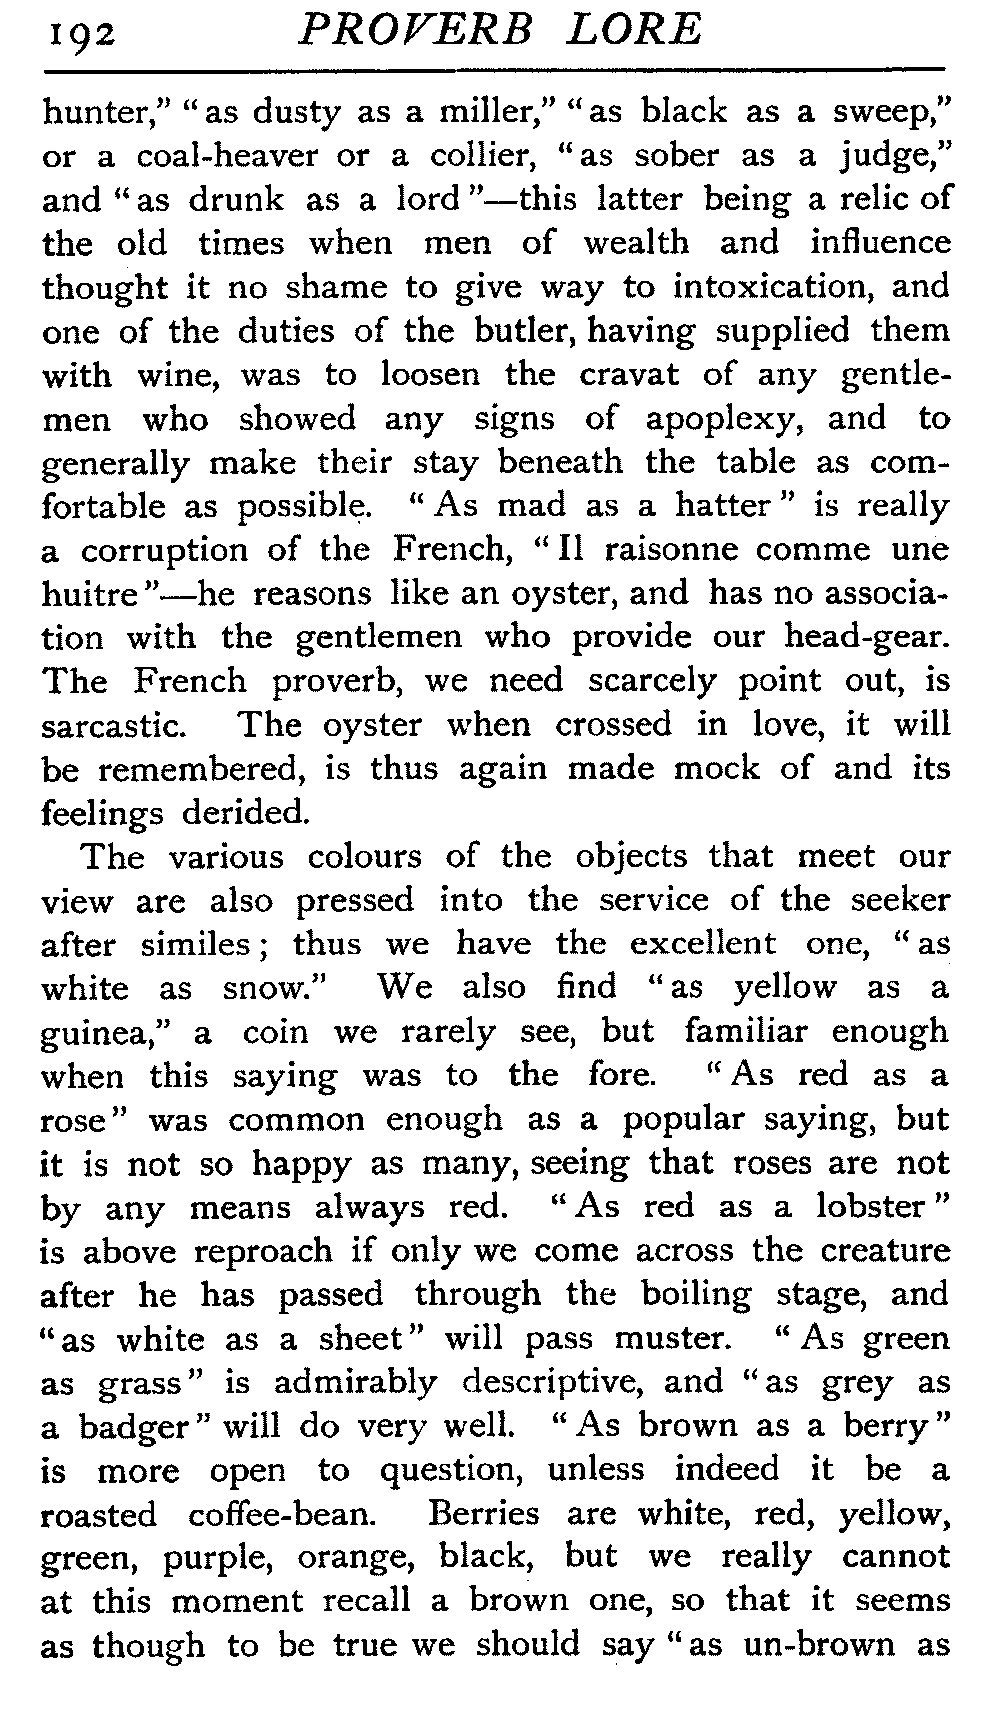 192 PROVERB LORE
hunter,” “as dusty as a miller,” “as black as a sweep,”
or a coal-heaver or a collier, “as sober as a judge,”
and “as drunk as a lord”—this latter being a relic of
the old times when men of wealth and influence
thought it no shame to give way to intoxication, and
one of the duties of the butler, having supplied them
with wine, was to loosen the cravat of any gentle-
men who showed any signs of apoplexy, and to
generally make their stay beneath the table as com-
fortable as possible. “As mad as a hatter” is really
a corruption of the French, “Il raisonne comme une
huitre”—he reasons like an oyster, and has no associa-
tion with the gentlemen who provide our head-gear.
The French proverb, we need scarcely point out, is
sarcastic. The oyster when crossed in love, it will
be remembered, is thus again made mock of and its
feelings derided.
The various colours of the objects that meet our
view are also pressed into the service of the seeker
after similes; thus we have the excellent one, “as
white as snow.” We also find “as yellow as a
guinea,” a coin we rarely see, but familiar enough
when this saying was to the fore. “As red as a
rose” was common enough as a popular saying, but
it is not so happy as many, seeing that roses are not
by any means always red. “As red as a lobster”
is above reproach if only we come across the creature
after he has passed through the boiling stage, and
“as white as a sheet” will pass muster. “As green
as grass” is admirably descriptive, and “as grey as
a badger” will do very well. “As brown as a berry”
is more open to question, unless indeed it be a
roasted coffee-bean. Berries are white, red, yellow,
green, purple, orange, black, but we really cannot
at this moment recall a brown one, so that it seems
as though to be true we should say “as un-brown as